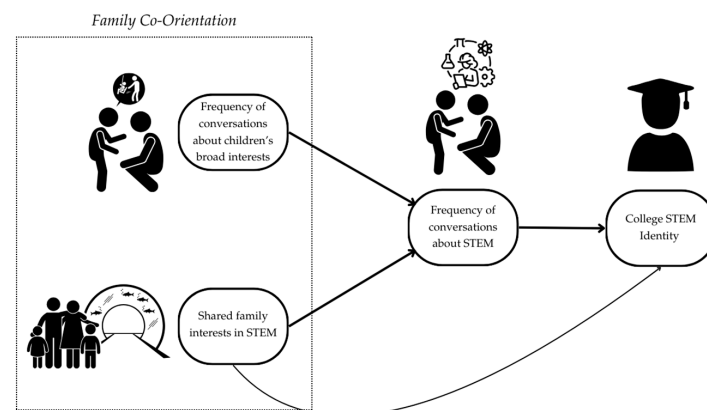 Family Co-Orientation
Frequency of
conversations
about children's
broad interests
Frequency of
conversations
about STEM
College STEM
Identity
Shared family
interests in STEM